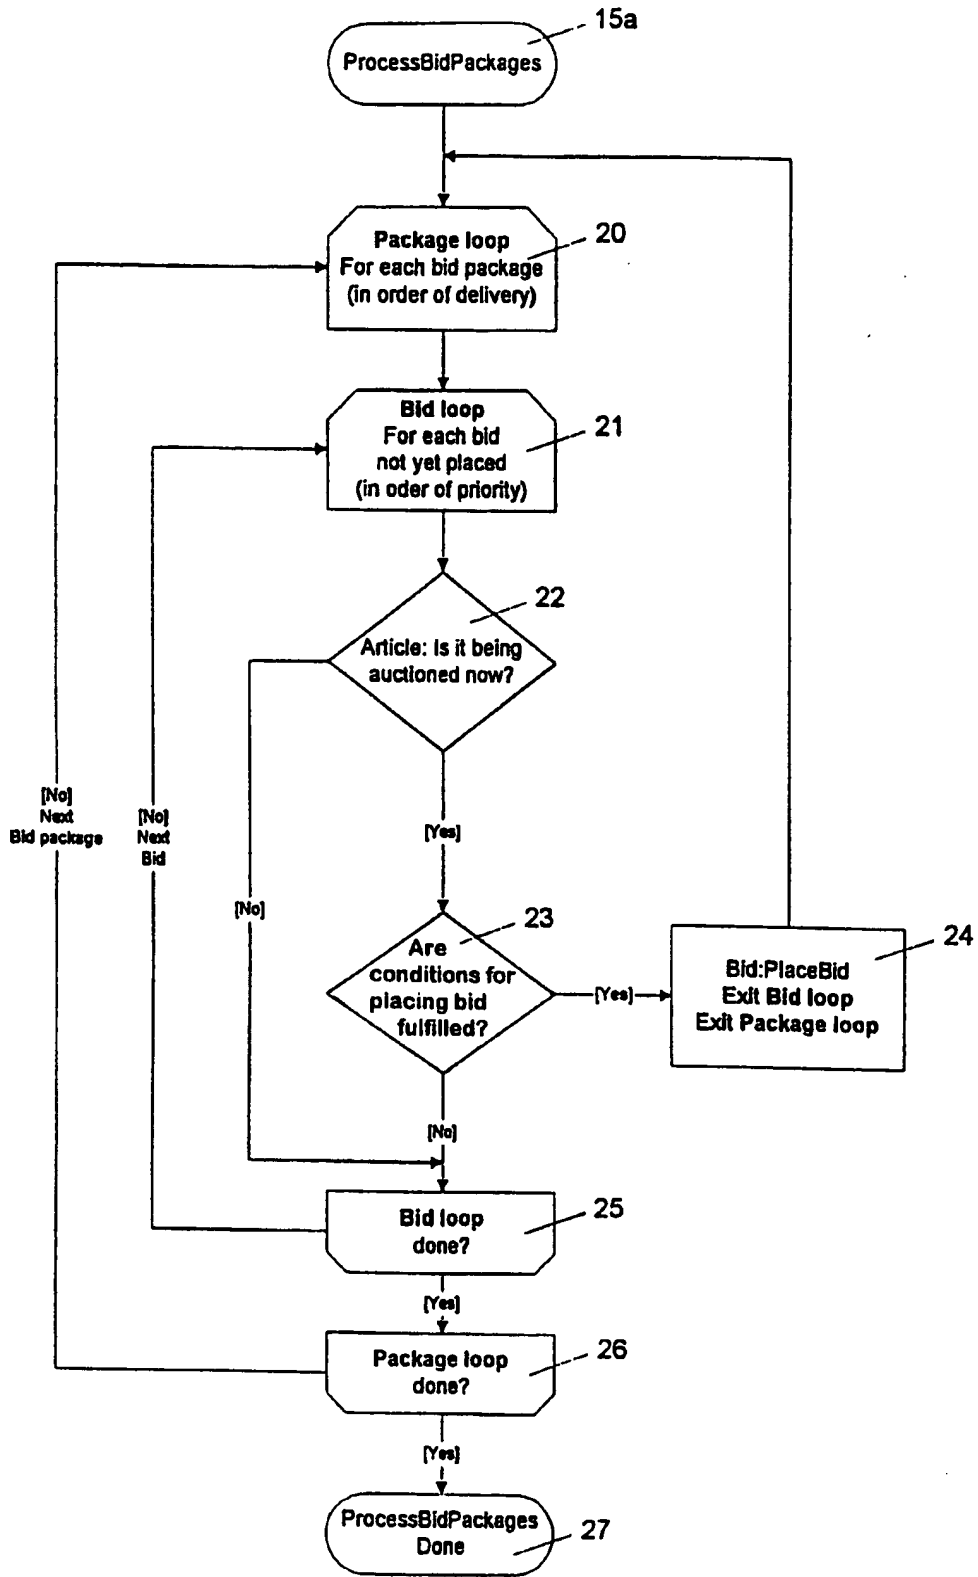 15a
ProcessBidPackages
20
Package loop
For each bid package
(in order of delivery)
21
Bid loop
For each bid
not yet placed
(in oder of priority)
22
Article: Is it being
auctioned now?
[No]
Next
Bid package
[No]
Next
Bid
[Yes]
[No]
23
Are
conditions for
placing bid
fulfilled?
[Yes]
24
Bid:PlaceBid
Exit Bid loop
Exit Package loop
[No]
25
Bid loop
done?
[Yes]
26
Package loop
done?
[Yes]
27
ProcessBidPackages
Done